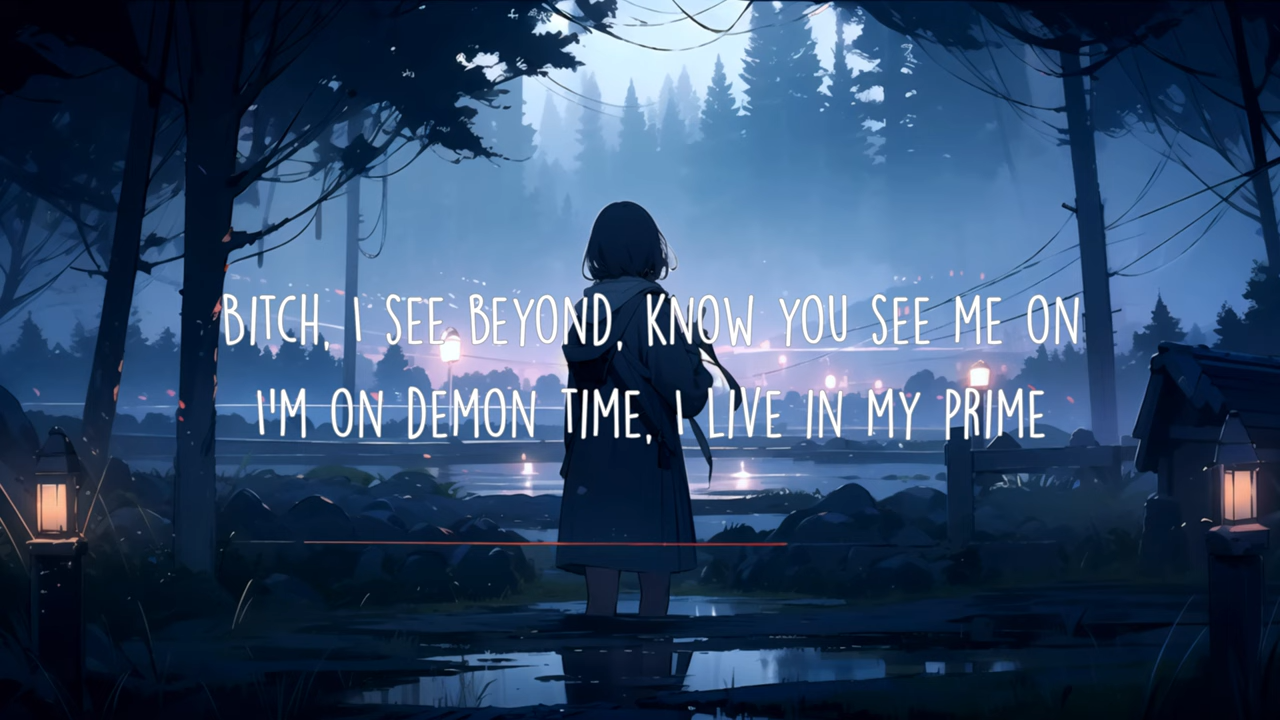 BITCH, I SEE BEYOND, KNOW YOU SEE ME ON
I'M ON DEMON TIME, I LIVE IN MY PRIME